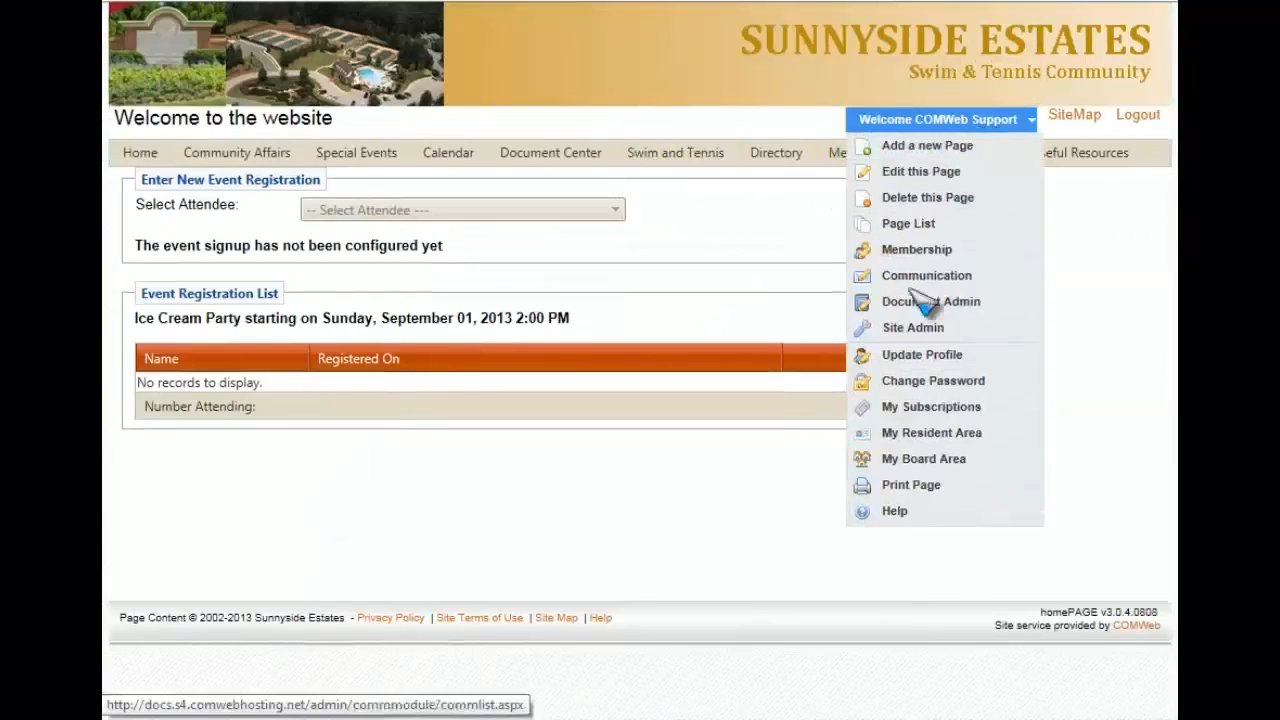 SUNNYSIDE ESTATES
Swim & Tennis Community
Welcome to the website
Welcome COMWeb Support
SiteMap
Logout
Home
Community Affairs
Special Events
Calendar
Document Center
Swim and Tennis
Directory
Me
eful Resources
Add a new Page
Edit this Page
Delete this Page
Page List
Membership
Communication
Document Admin
Site Admin
Update Profile
Change Password
My Subscriptions
My Resident Area
My Board Area
Print Page
Help
Enter New Event Registration
Select Attendee:
-- Select Attendee ---
The event signup has not been configured yet
Event Registration List
Ice Cream Party starting on Sunday, September 01, 2013 2:00 PM
Name
Registered On
No records to display.
Number Attending:
Page Content © 2002-2013 Sunnyside Estates - Privacy Policy | Site Terms of Use | Site Map | Help
homePAGE v3.0.4.0808
Site service provided by COMWeb
http://docs.s4.comwebhosting.net/admin/commmodule/commlist.aspx